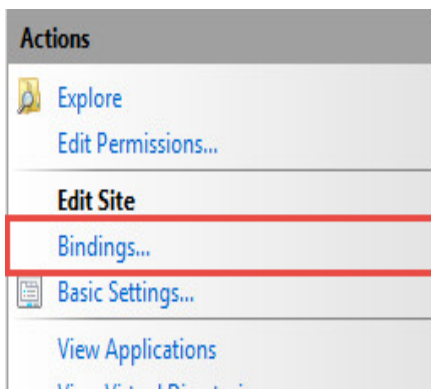 Actions
Explore
Edit Permissions...
Edit Site
Bindings...
Basic Settings...
View Applications